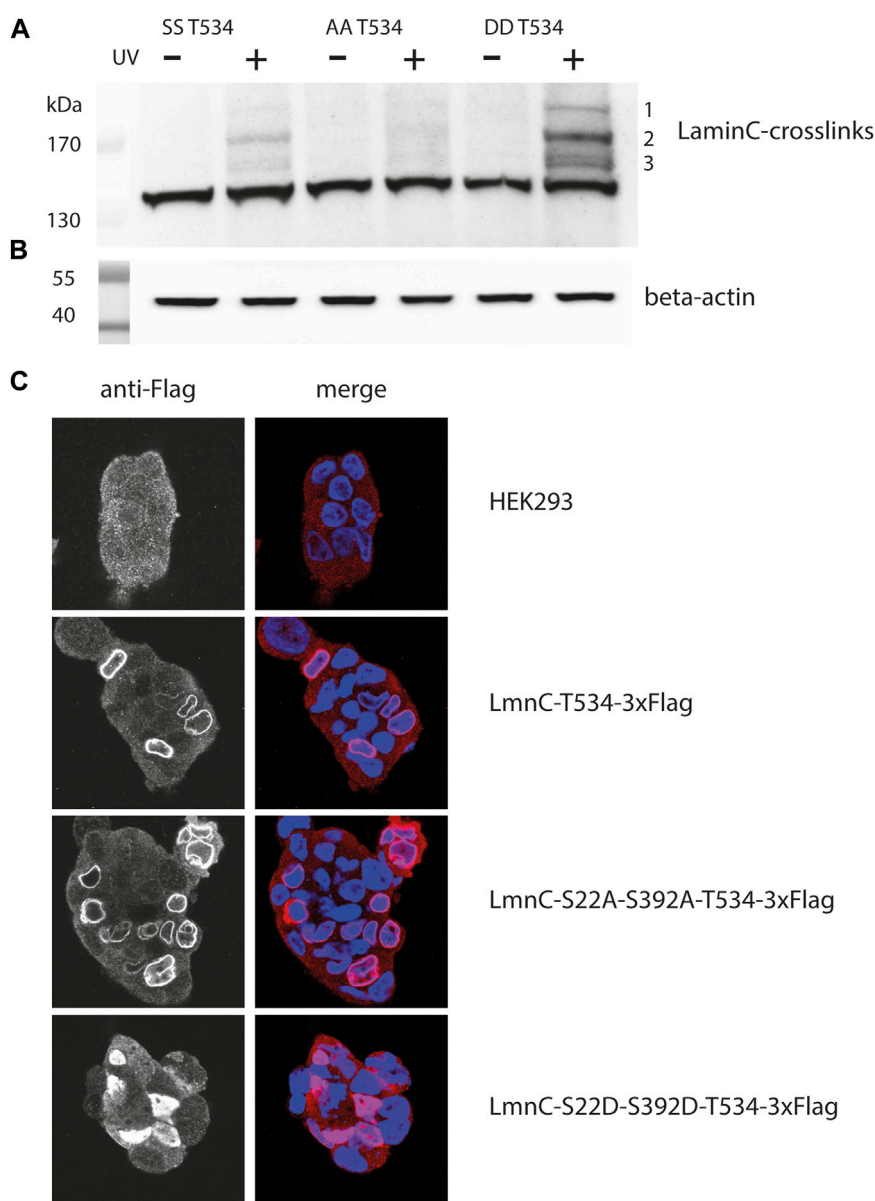 A
SS T534 AA T534 DD T534
UV − + − + − +
kDa
170
130
1
2
3
LaminC-crosslinks
B
55
40
beta-actin
C
anti-Flag merge
HEK293
LmnC-T534-3xFlag
LmnC-S22A-S392A-T534-3xFlag
LmnC-S22D-S392D-T534-3xFlag